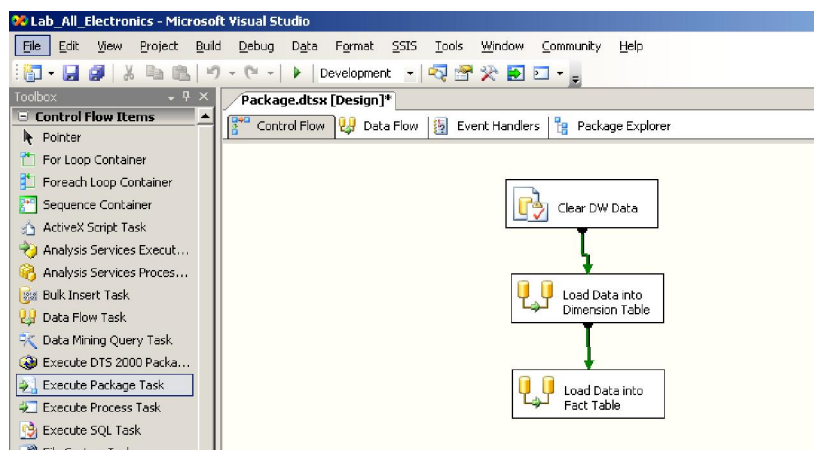 Lab_All_Electronics - Microsoft Visual Studio
File Edit View Project Build Debug Data Format SSIS Tools Window Community Help
Development
Toolbox
Package.dtsx [Design]*
Control Flow Items
Control Flow Data Flow Event Handlers Package Explorer
Pointer
For Loop Container
Foreach Loop Container
Sequence Container
ActiveX Script Task
Analysis Services Execut...
Analysis Services Proces...
Bulk Insert Task
Data Flow Task
Data Mining Query Task
Execute DTS 2000 Packa...
Execute Package Task
Execute Process Task
Execute SQL Task
Clear DW Data
Load Data into
Dimension Table
Load Data into
Fact Table